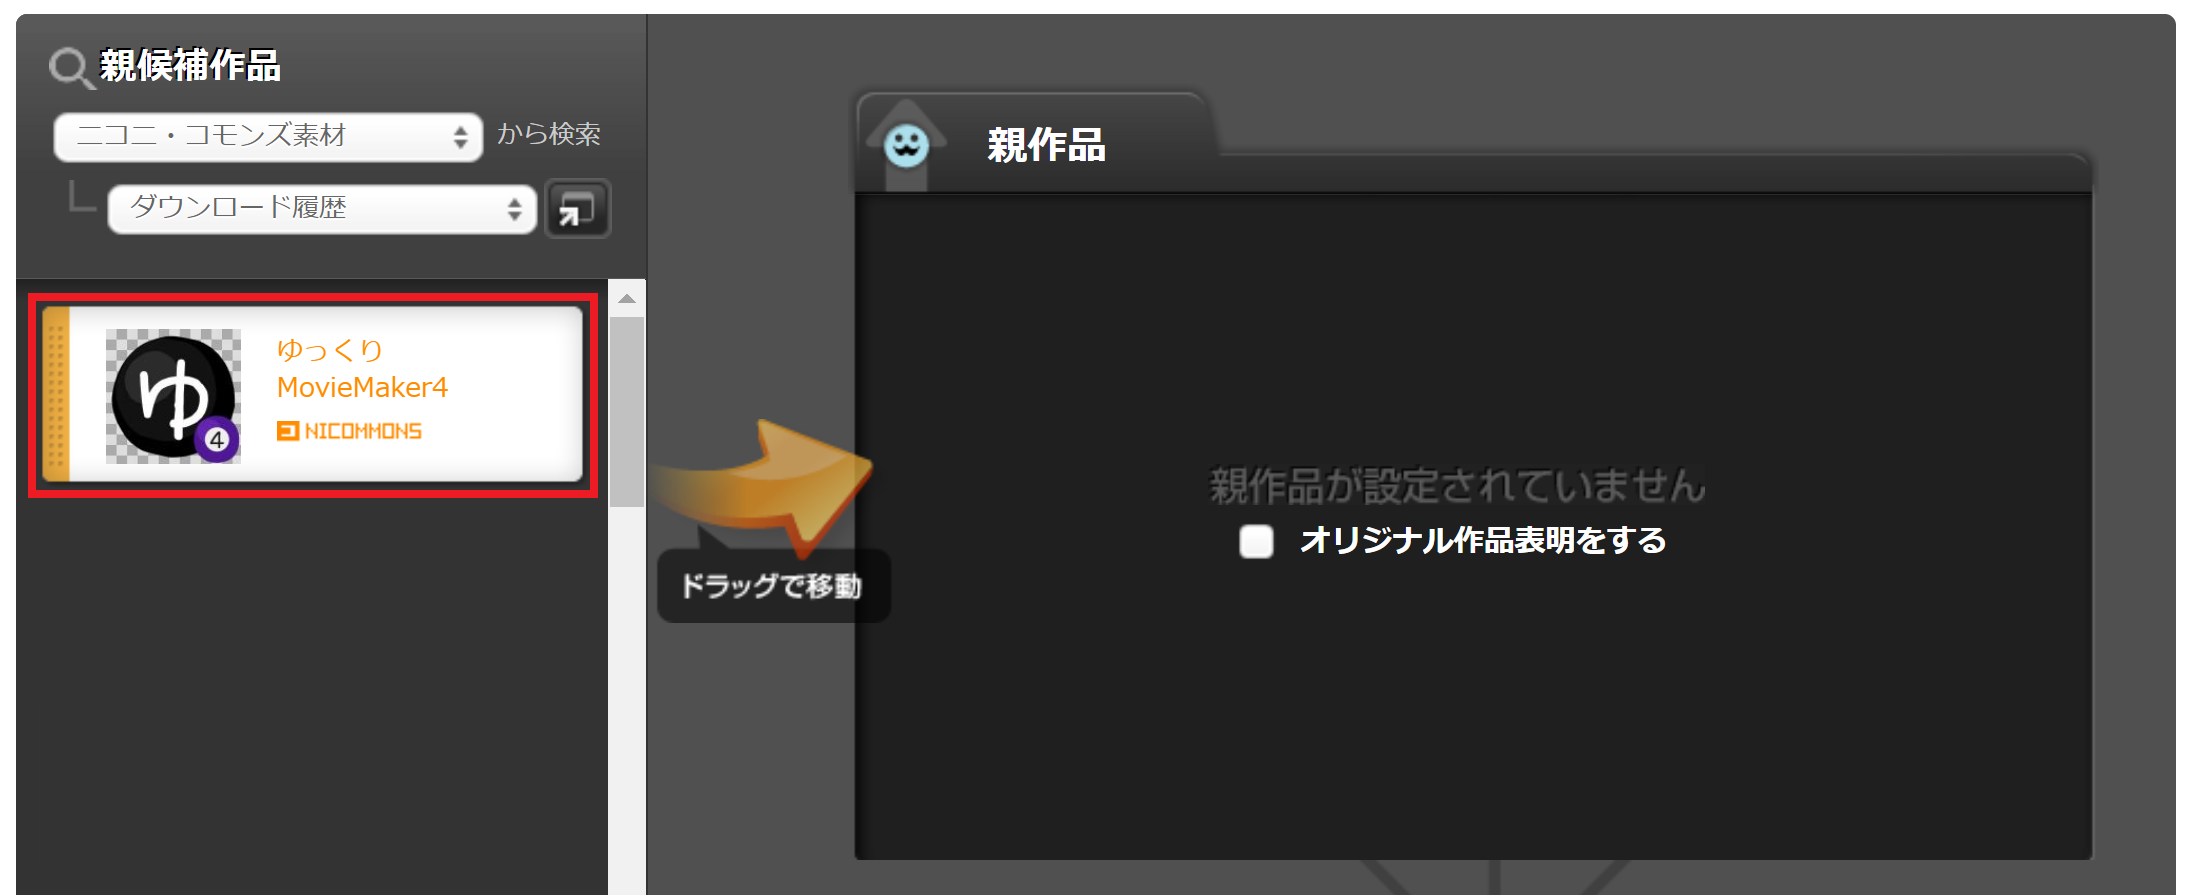 親候補作品
ニコニ・コモンズ素材
から検索
ダウンロード履歴
ゆ
4
ゆっくり
MovieMaker4
NICOMMONS
ドラッグで移動
親作品
親作品が設定されていません
オリジナル作品表明をする